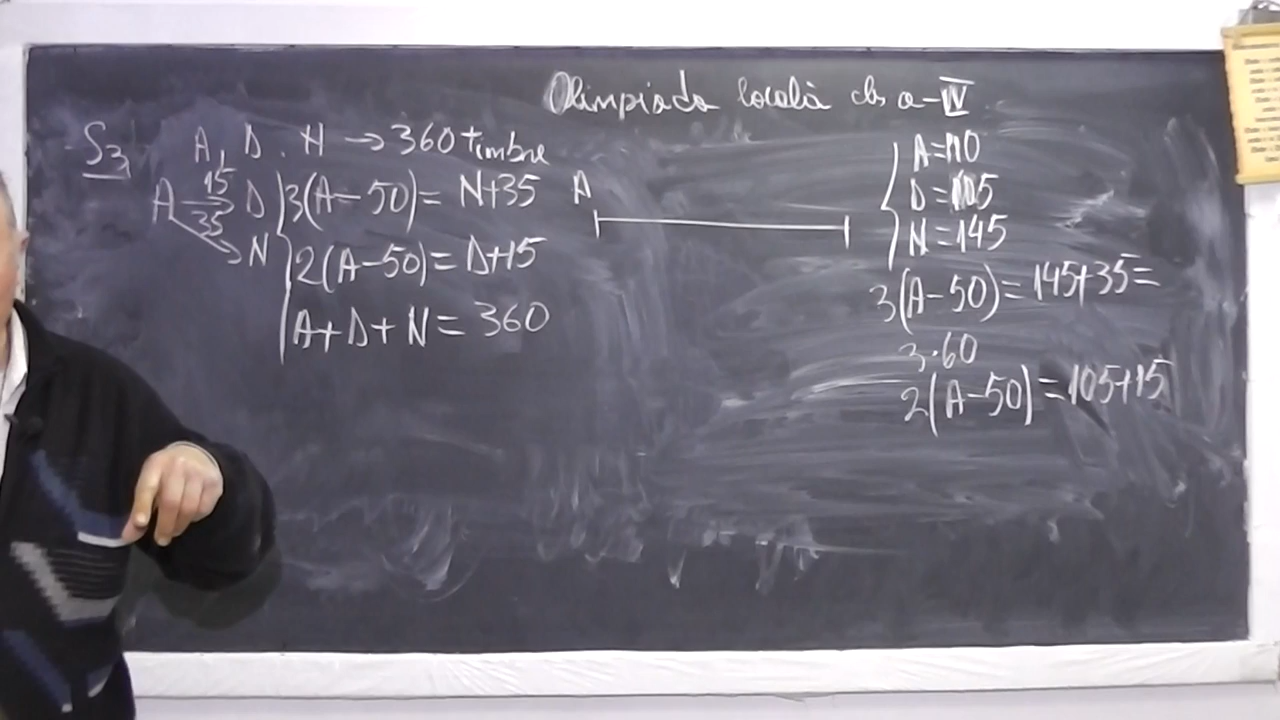 Olimpiada locală cls a-IV
S3 A, D. N → 360 timbre
A 15 D
35 N
3(A-50)= N+35
2(A-50)= D+15
A+D+N= 360
A
A=110
D=105
N=145
3(A-50)=145+35=
3·60
2(A-50)=105+15